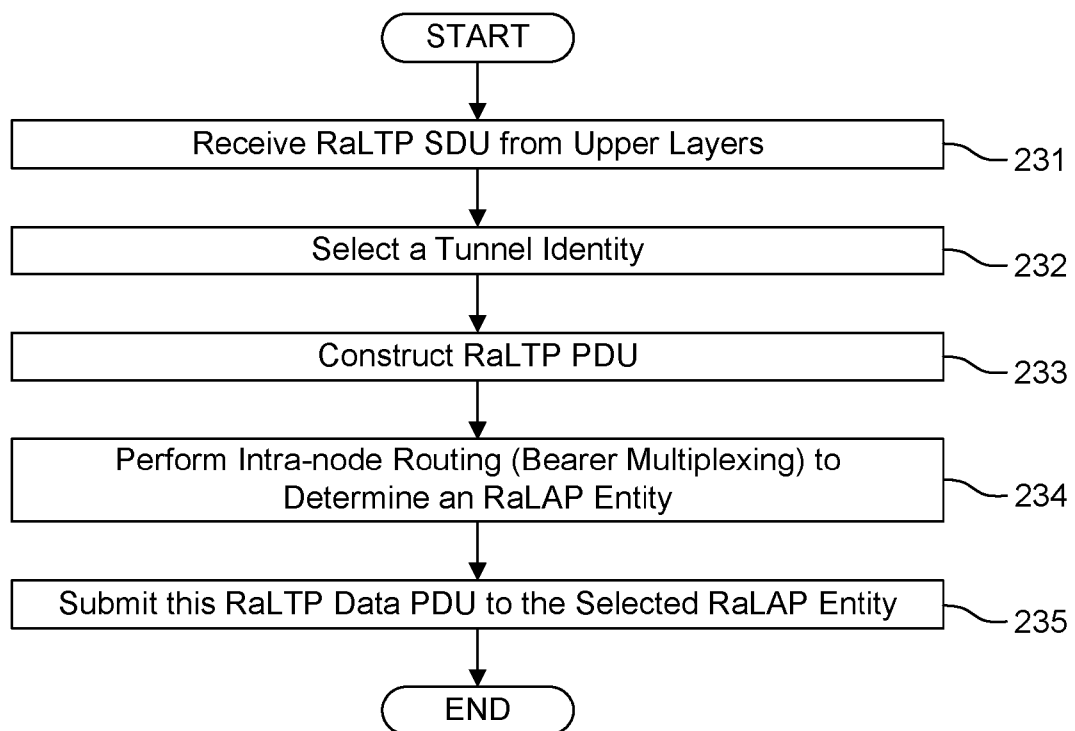 START
Receive RaLTP SDU from Upper Layers
231
Select a Tunnel Identity
232
Construct RaLTP PDU
233
Perform Intra-node Routing (Bearer Multiplexing) to
Determine an RaLAP Entity
234
Submit this RaLTP Data PDU to the Selected RaLAP Entity
235
END